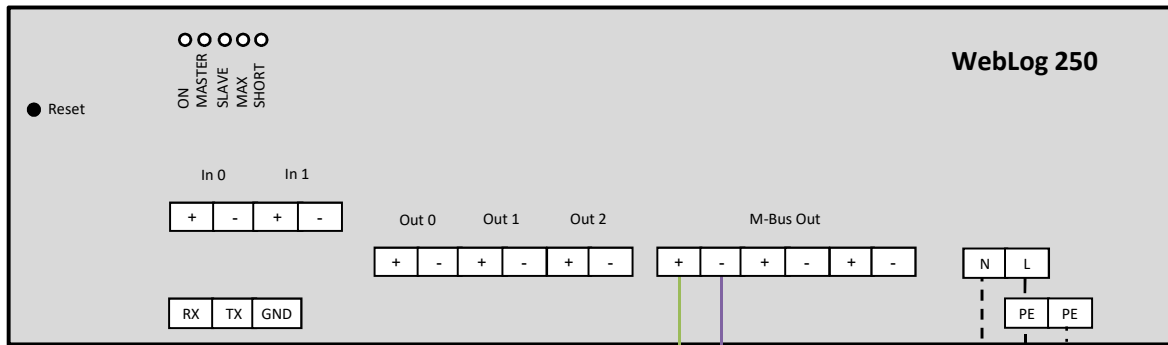 WebLog 250
ON
MASTER
SLAVE
MAX
SHORT
Reset
In 0 In 1
+ - + -
Out 0 Out 1 Out 2 M-Bus Out
+ - + - + - + - + - + - N L
RX TX GND PE PE